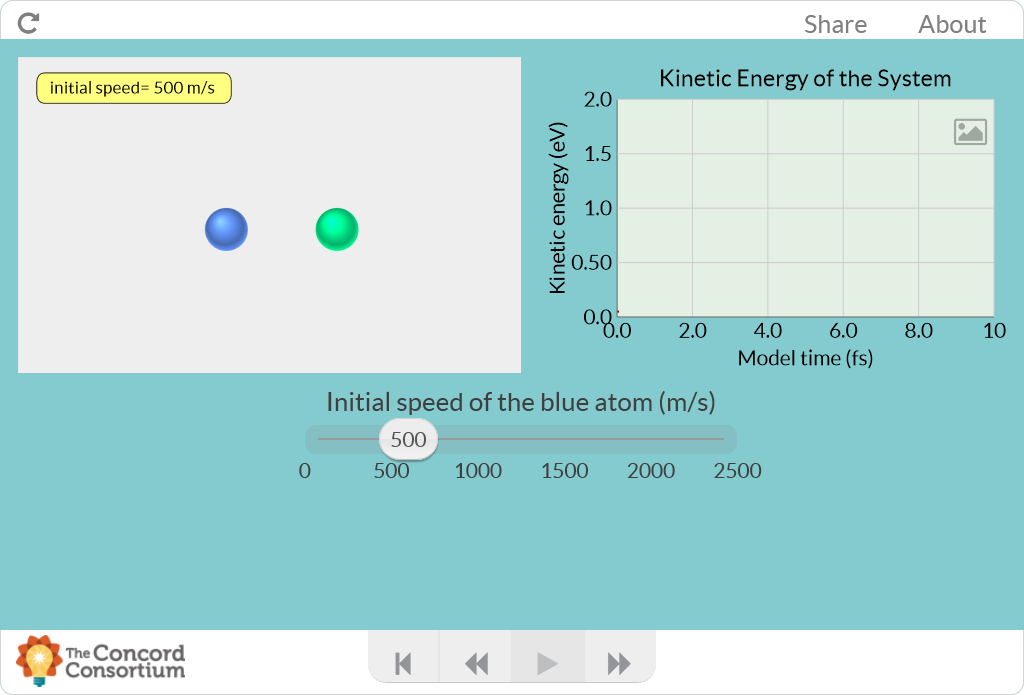 Share About
initial speed= 500 m/s
Kinetic Energy of the System
Kinetic energy (eV)
2.0
1.5
1.0
0.50
0.0
0.0 2.0 4.0 6.0 8.0 10
Model time (fs)
Initial speed of the blue atom (m/s)
500
0 500 1000 1500 2000 2500
The Concord
Consortium